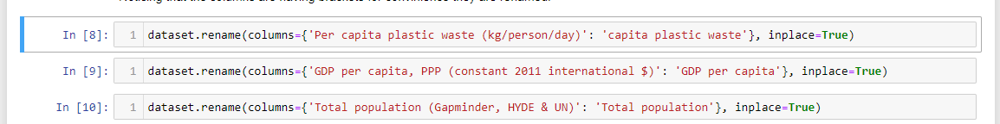 Noticing that the columns are having brackets for convinience they are renamed.
In [8]: 1 dataset.rename(columns={'Per capita plastic waste (kg/person/day)': 'capita plastic waste'}, inplace=True)
In [9]: 1 dataset.rename(columns={'GDP per capita, PPP (constant 2011 international $)': 'GDP per capita'}, inplace=True)
In [10]: 1 dataset.rename(columns={'Total population (Gapminder, HYDE & UN)': 'Total population'}, inplace=True)